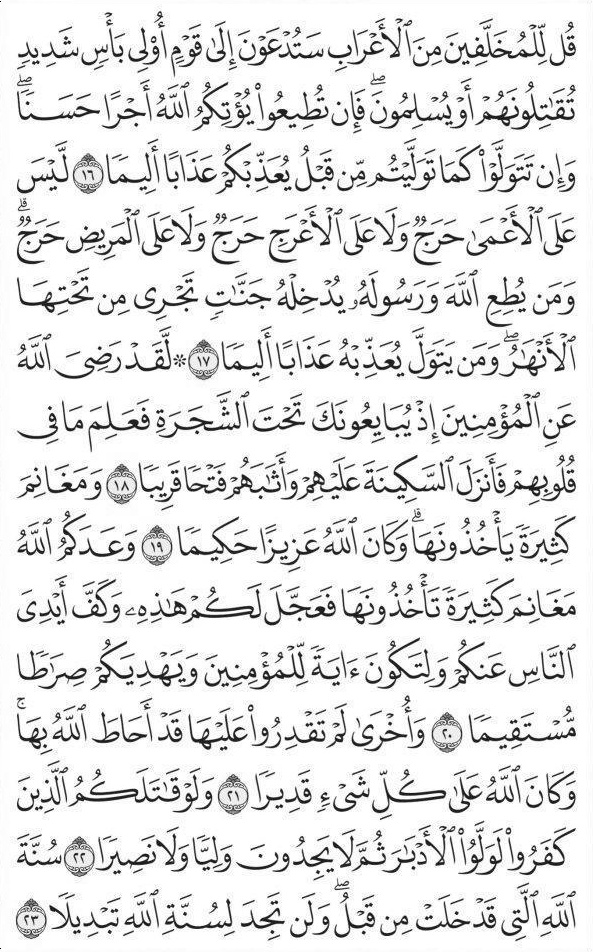 قُل لِّلْمُخَلَّفِينَ مِنَ ٱلْأَعْرَابِ سَتُدْعَوْنَ إِلَىٰ قَوْمٍ أُو۟لِى بَأْسٍ شَدِيدٍ
تُقَـٰتِلُونَهُمْ أَوْ يُسْلِمُونَ ۖ فَإِن تُطِيعُوا۟ يُؤْتِكُمُ ٱللَّهُ أَجْرًا حَسَنًا ۖ
وَإِن تَتَوَلَّوْا۟ كَمَا تَوَلَّيْتُم مِّن قَبْلُ يُعَذِّبْكُمْ عَذَابًا أَلِيمًا ١٦ لَّيْسَ
عَلَى ٱلْأَعْمَىٰ حَرَجٌ وَلَا عَلَى ٱلْأَعْرَجِ حَرَجٌ وَلَا عَلَى ٱلْمَرِيضِ حَرَجٌ ۗ
وَمَن يُطِعِ ٱللَّهَ وَرَسُولَهُۥ يُدْخِلْهُ جَنَّـٰتٍ تَجْرِى مِن تَحْتِهَا
ٱلْأَنْهَـٰرُ ۖ وَمَن يَتَوَلَّ يُعَذِّبْهُ عَذَابًا أَلِيمًا ١٧ ۞ لَّقَدْ رَضِىَ ٱللَّهُ
عَنِ ٱلْمُؤْمِنِينَ إِذْ يُبَايِعُونَكَ تَحْتَ ٱلشَّجَرَةِ فَعَلِمَ مَا فِى
قُلُوبِهِمْ فَأَنزَلَ ٱلسَّكِينَةَ عَلَيْهِمْ وَأَثَـٰبَهُمْ فَتْحًا قَرِيبًا ١٨ وَمَغَانِمَ
كَثِيرَةً يَأْخُذُونَهَا ۗ وَكَانَ ٱللَّهُ عَزِيزًا حَكِيمًا ١٩ وَعَدَكُمُ ٱللَّهُ
مَغَانِمَ كَثِيرَةً تَأْخُذُونَهَا فَعَجَّلَ لَكُمْ هَـٰذِهِۦ وَكَفَّ أَيْدِىَ
ٱلنَّاسِ عَنكُمْ وَلِتَكُونَ ءَايَةً لِّلْمُؤْمِنِينَ وَيَهْدِيَكُمْ صِرَٰطًا
مُّسْتَقِيمًا ٢٠ وَأُخْرَىٰ لَمْ تَقْدِرُوا۟ عَلَيْهَا قَدْ أَحَاطَ ٱللَّهُ بِهَا ۚ
وَكَانَ ٱللَّهُ عَلَىٰ كُلِّ شَىْءٍ قَدِيرًا ٢١ وَلَوْ قَـٰتَلَكُمُ ٱلَّذِينَ
كَفَرُوا۟ لَوَلَّوُا۟ ٱلْأَدْبَـٰرَ ثُمَّ لَا يَجِدُونَ وَلِيًّا وَلَا نَصِيرًا ٢٢ سُنَّةَ
ٱللَّهِ ٱلَّتِى قَدْ خَلَتْ مِن قَبْلُ ۖ وَلَن تَجِدَ لِسُنَّةِ ٱللَّهِ تَبْدِيلًا ٢٣